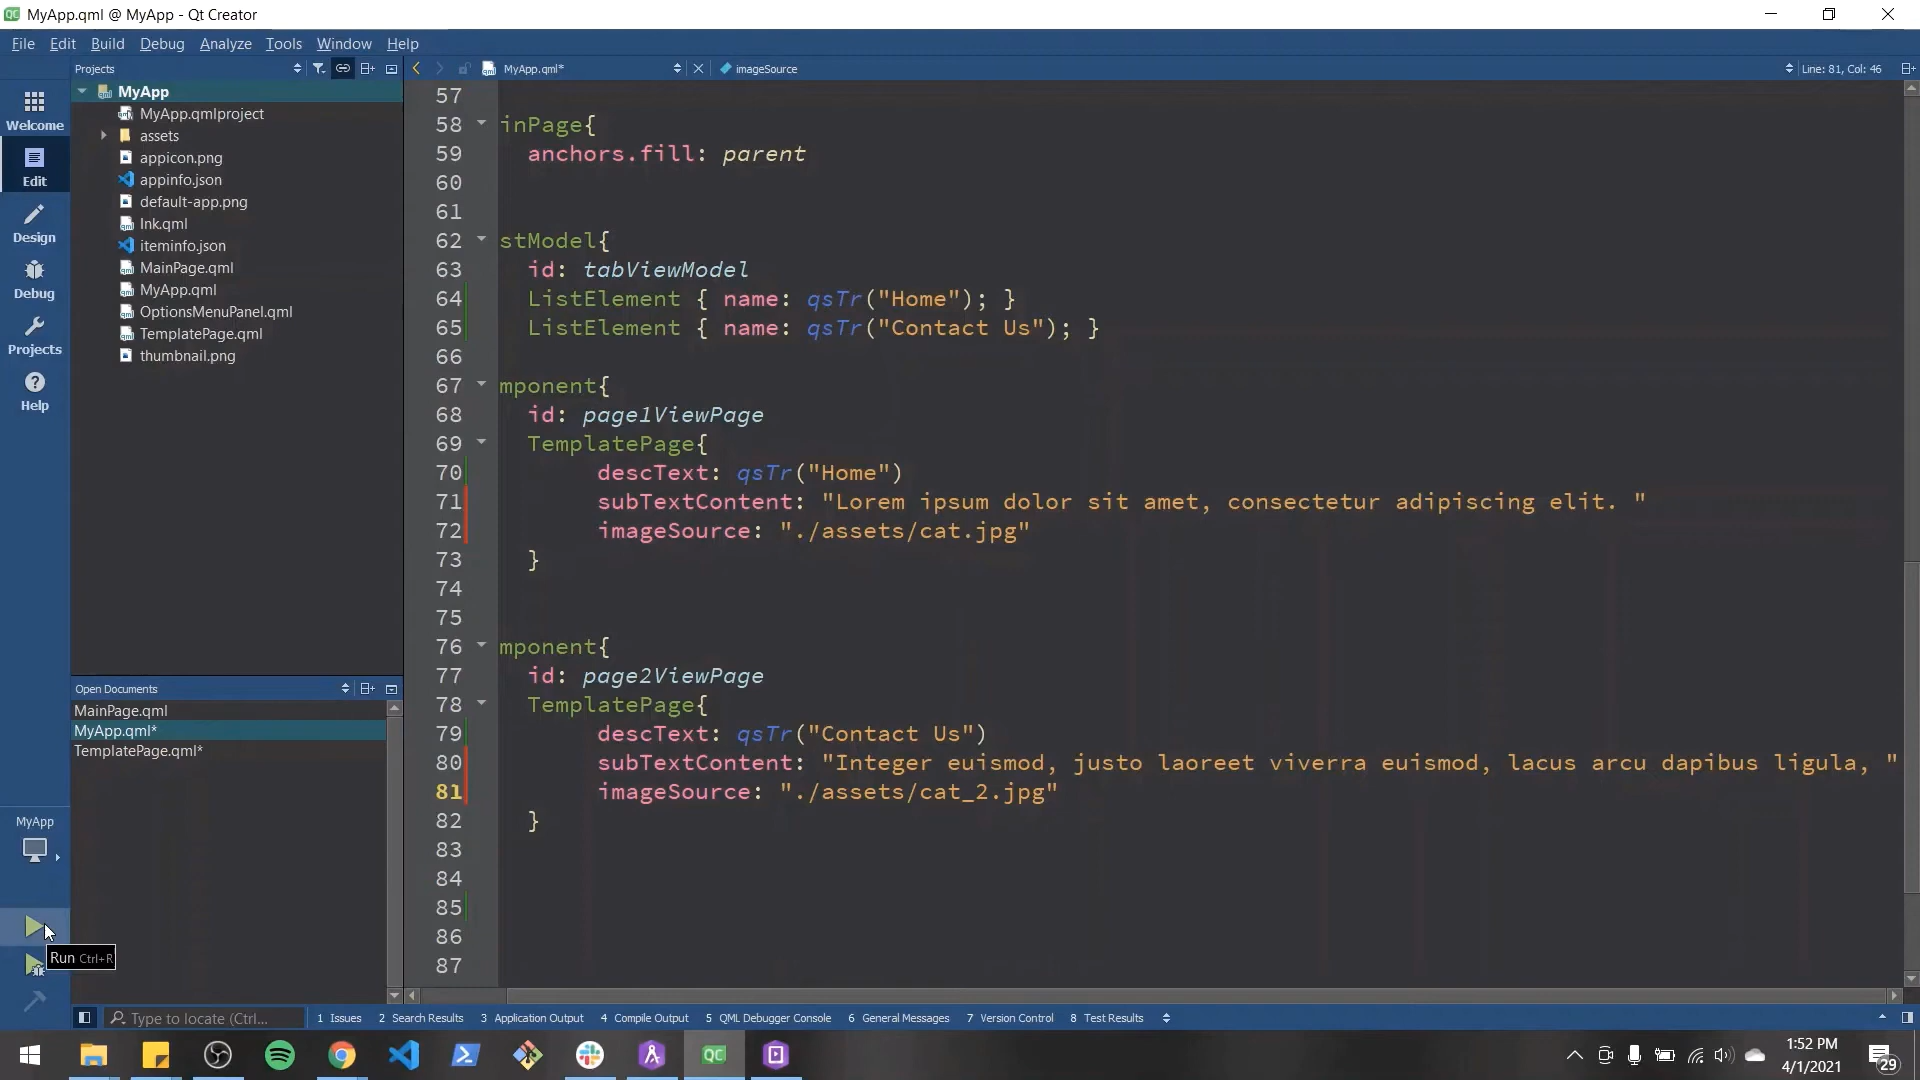 MyApp.qml @ MyApp - Qt Creator
File Edit Build Debug Analyze Tools Window Help
Projects
MyApp.qml*
imageSource
Line: 81, Col: 46
Welcome
Edit
Design
Debug
Projects
Help
MyApp
MyApp.qmlproject
assets
appicon.png
appinfo.json
default-app.png
Ink.qml
iteminfo.json
MainPage.qml
MyApp.qml
OptionsMenuPanel.qml
TemplatePage.qml
thumbnail.png
Open Documents
MainPage.qml
MyApp.qml*
TemplatePage.qml*
57
58 inPage{
59 anchors.fill: parent
60
61
62 stModel{
63 id: tabViewModel
64 ListElement { name: qsTr("Home"); }
65 ListElement { name: qsTr("Contact Us"); }
66
67 mponent{
68 id: page1ViewPage
69 TemplatePage{
70 descText: qsTr("Home")
71 subTextContent: "Lorem ipsum dolor sit amet, consectetur adipiscing elit. "
72 imageSource: "./assets/cat.jpg"
73 }
74
75
76 mponent{
77 id: page2ViewPage
78 TemplatePage{
79 descText: qsTr("Contact Us")
80 subTextContent: "Integer euismod, justo laoreet viverra euismod, lacus arcu dapibus ligula, "
81 imageSource: "./assets/cat_2.jpg"
82 }
83
84
85
86
87
MyApp
Run Ctrl+R
Type to locate (Ctrl...
1 Issues 2 Search Results 3 Application Output 4 Compile Output 5 QML Debugger Console 6 General Messages 7 Version Control 8 Test Results
QC
1:52 PM
4/1/2021
29